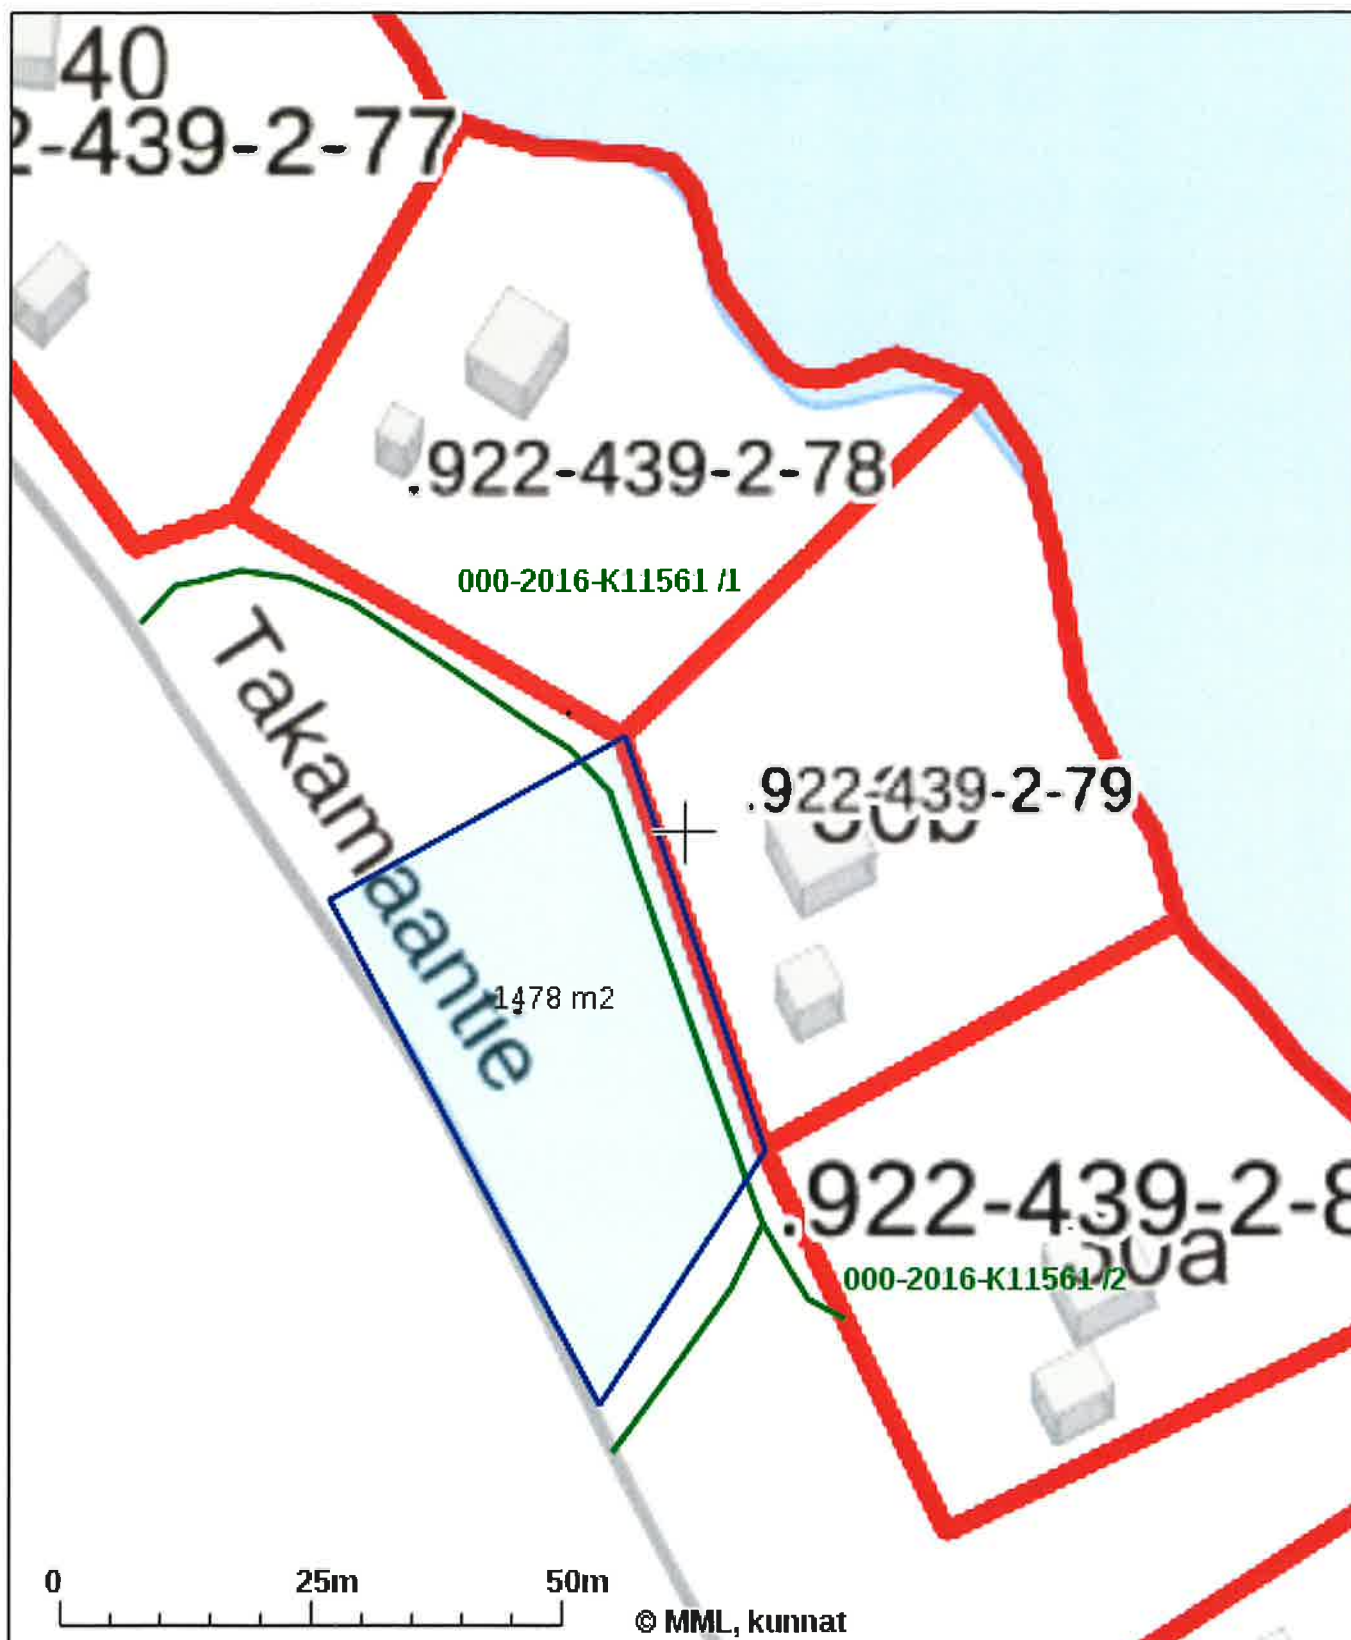 40
2-439-2-77
.922-439-2-78
000-2016-K11561 /1
Takamaantie
.922-439-2-79
1478 m2
.922-439-2-8
30a
000-2016-K11561 /2
0 25m 50m
© MML, kunnat